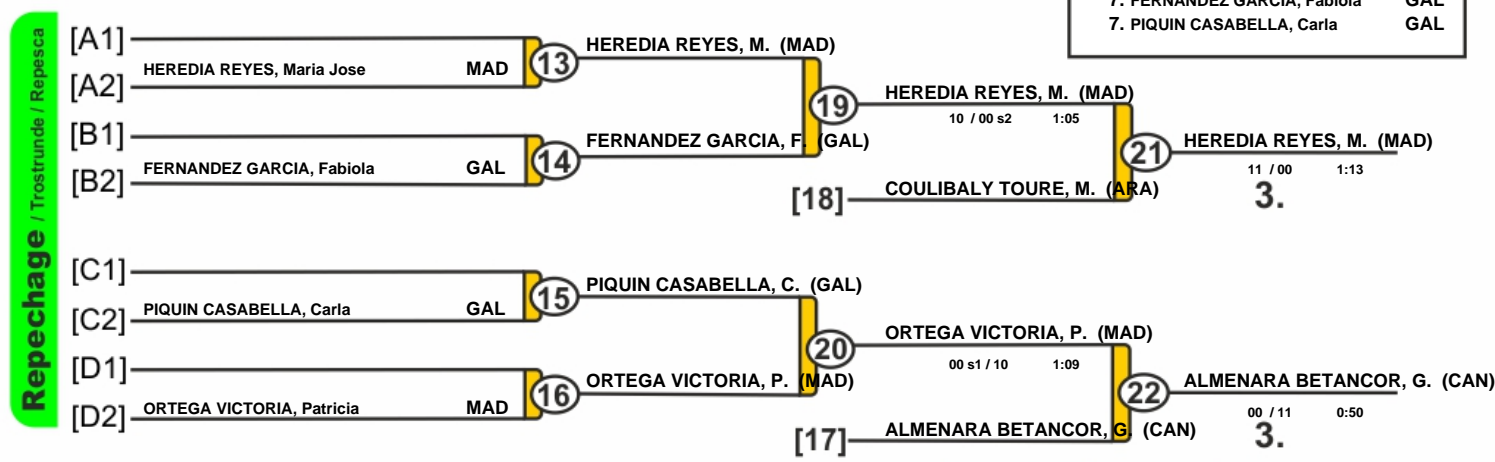 7. FERNANDEZ GARCIA, Fabiola GAL
7. PIQUIN CASABELLA, Carla GAL
Repechage / Trostrunde / Repesca
[A1]
HEREDIA REYES, Maria Jose MAD
[A2]
13
HEREDIA REYES, M. (MAD)
[B1]
FERNANDEZ GARCIA, Fabiola GAL
[B2]
14
FERNANDEZ GARCIA, F. (GAL)
19
HEREDIA REYES, M. (MAD)
10 / 00 s2 1:05
[18]
COULIBALY TOURE, M. (ARA)
21
HEREDIA REYES, M. (MAD)
11 / 00 1:13
3.
[C1]
PIQUIN CASABELLA, Carla GAL
[C2]
15
PIQUIN CASABELLA, C. (GAL)
[D1]
ORTEGA VICTORIA, Patricia MAD
[D2]
16
ORTEGA VICTORIA, P. (MAD)
20
ORTEGA VICTORIA, P. (MAD)
00 s1 / 10 1:09
[17]
ALMENARA BETANCOR, G. (CAN)
22
ALMENARA BETANCOR, G. (CAN)
00 / 11 0:50
3.